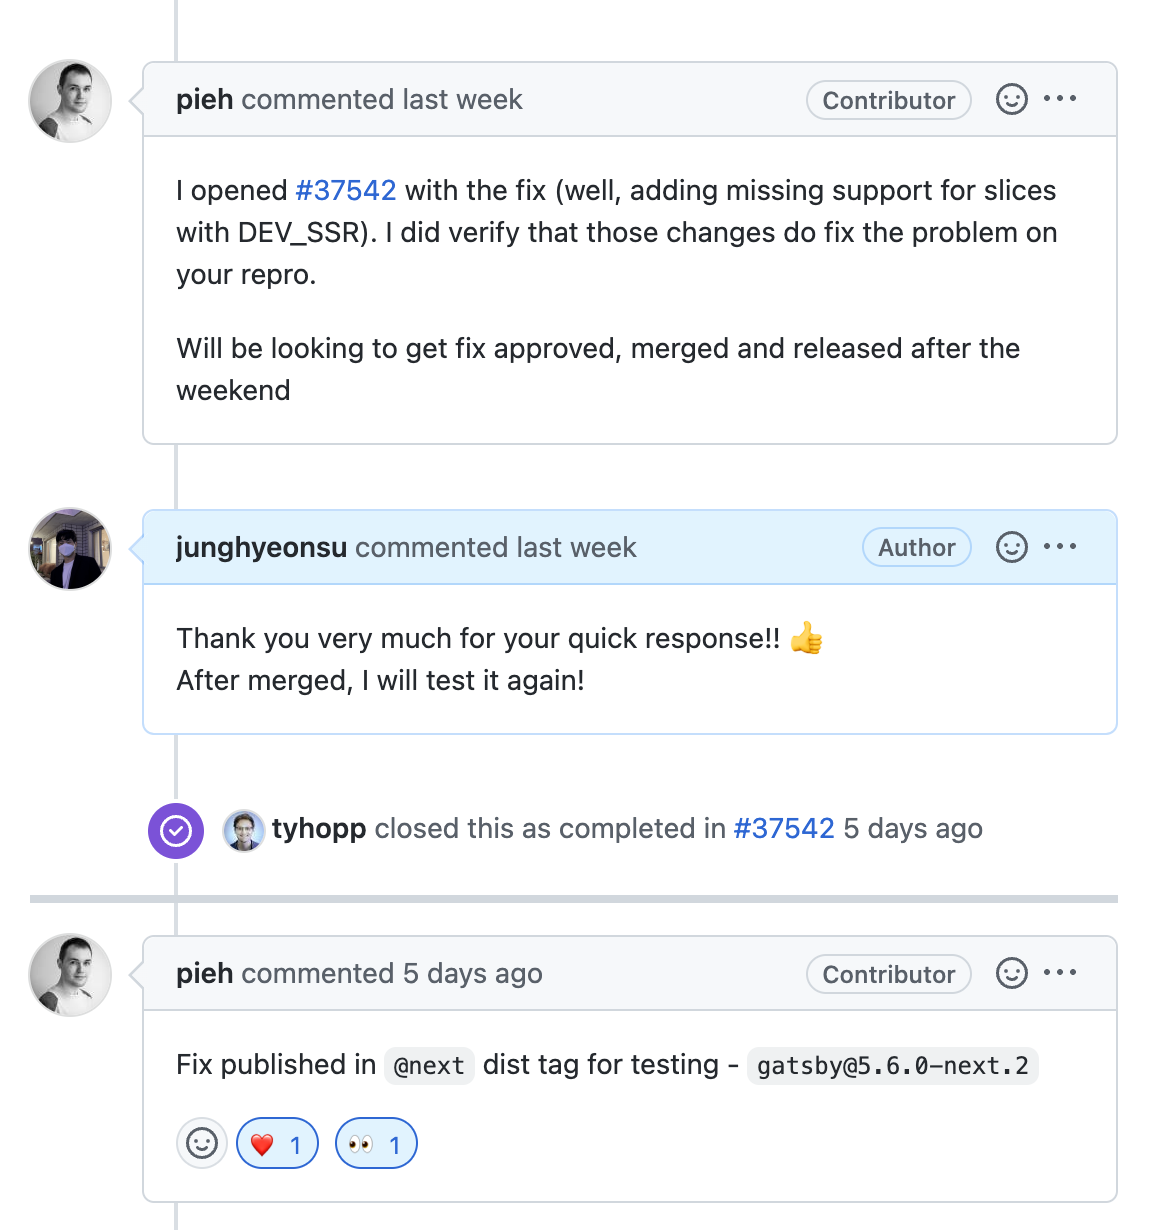 pieh commented last week
Contributor
I opened #37542 with the fix (well, adding missing support for slices
with DEV_SSR). I did verify that those changes do fix the problem on
your repro.
Will be looking to get fix approved, merged and released after the
weekend
junghyeonsu commented last week
Author
Thank you very much for your quick response!! 👍
After merged, I will test it again!
tyhopp closed this as completed in #37542 5 days ago
pieh commented 5 days ago
Contributor
Fix published in @next dist tag for testing - gatsby@5.6.0-next.2
❤️ 1 👀 1